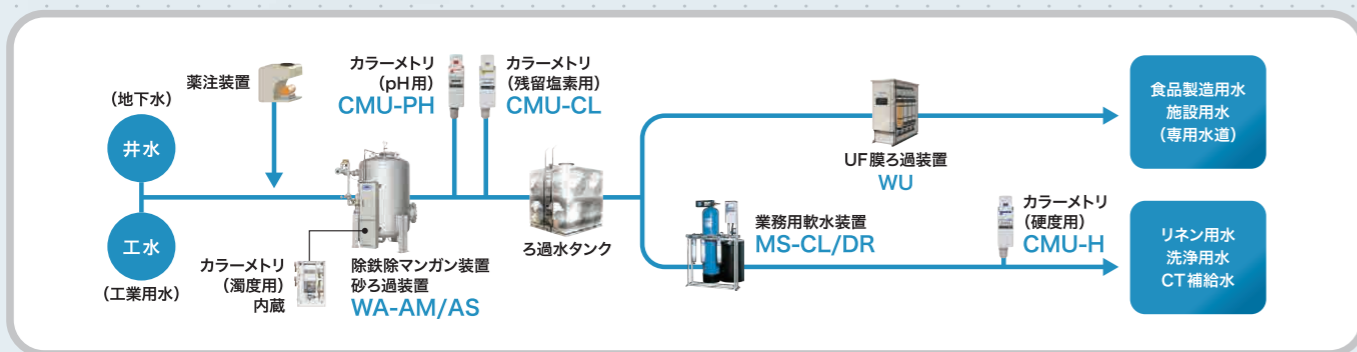 (地下水)
井水
工水
(工業用水)
薬注装置
カラーメトリ
(濁度用)
内蔵
除鉄除マンガン装置
砂ろ過装置
WA-AM/AS
カラーメトリ
(pH用)
CMU-PH
カラーメトリ
(残留塩素用)
CMU-CL
ろ過水タンク
UF膜ろ過装置
WU
食品製造用水
施設用水
(専用水道)
業務用軟水装置
MS-CL/DR
カラーメトリ
(硬度用)
CMU-H
リネン用水
洗浄用水
CT補給水